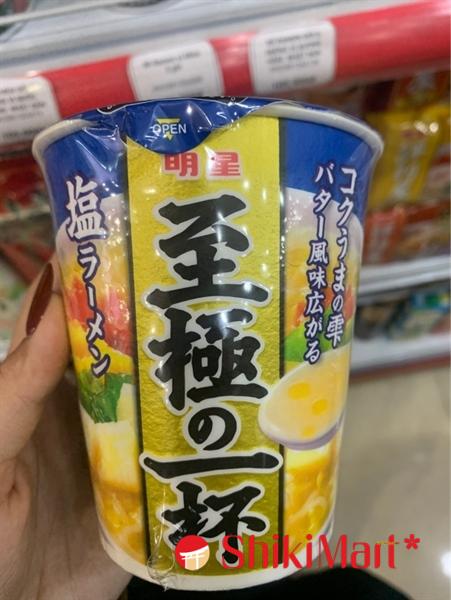 OPEN
明星
至極の一杯
塩ラーメン
コクうまの雫
バター風味広がる
ShikiMart*